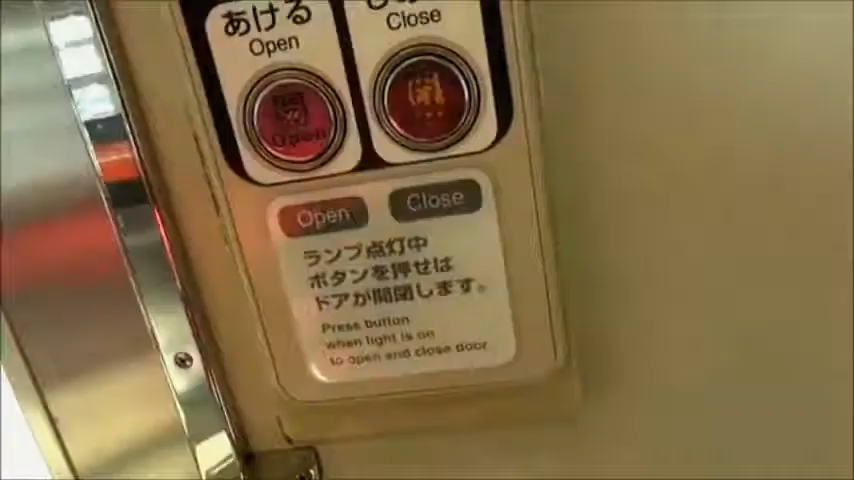 あける
Open
Close
Open
Open Close
ランプ点灯中
ボタンを押せば
ドアが開閉します。
Press button
when light is on
to open and close door